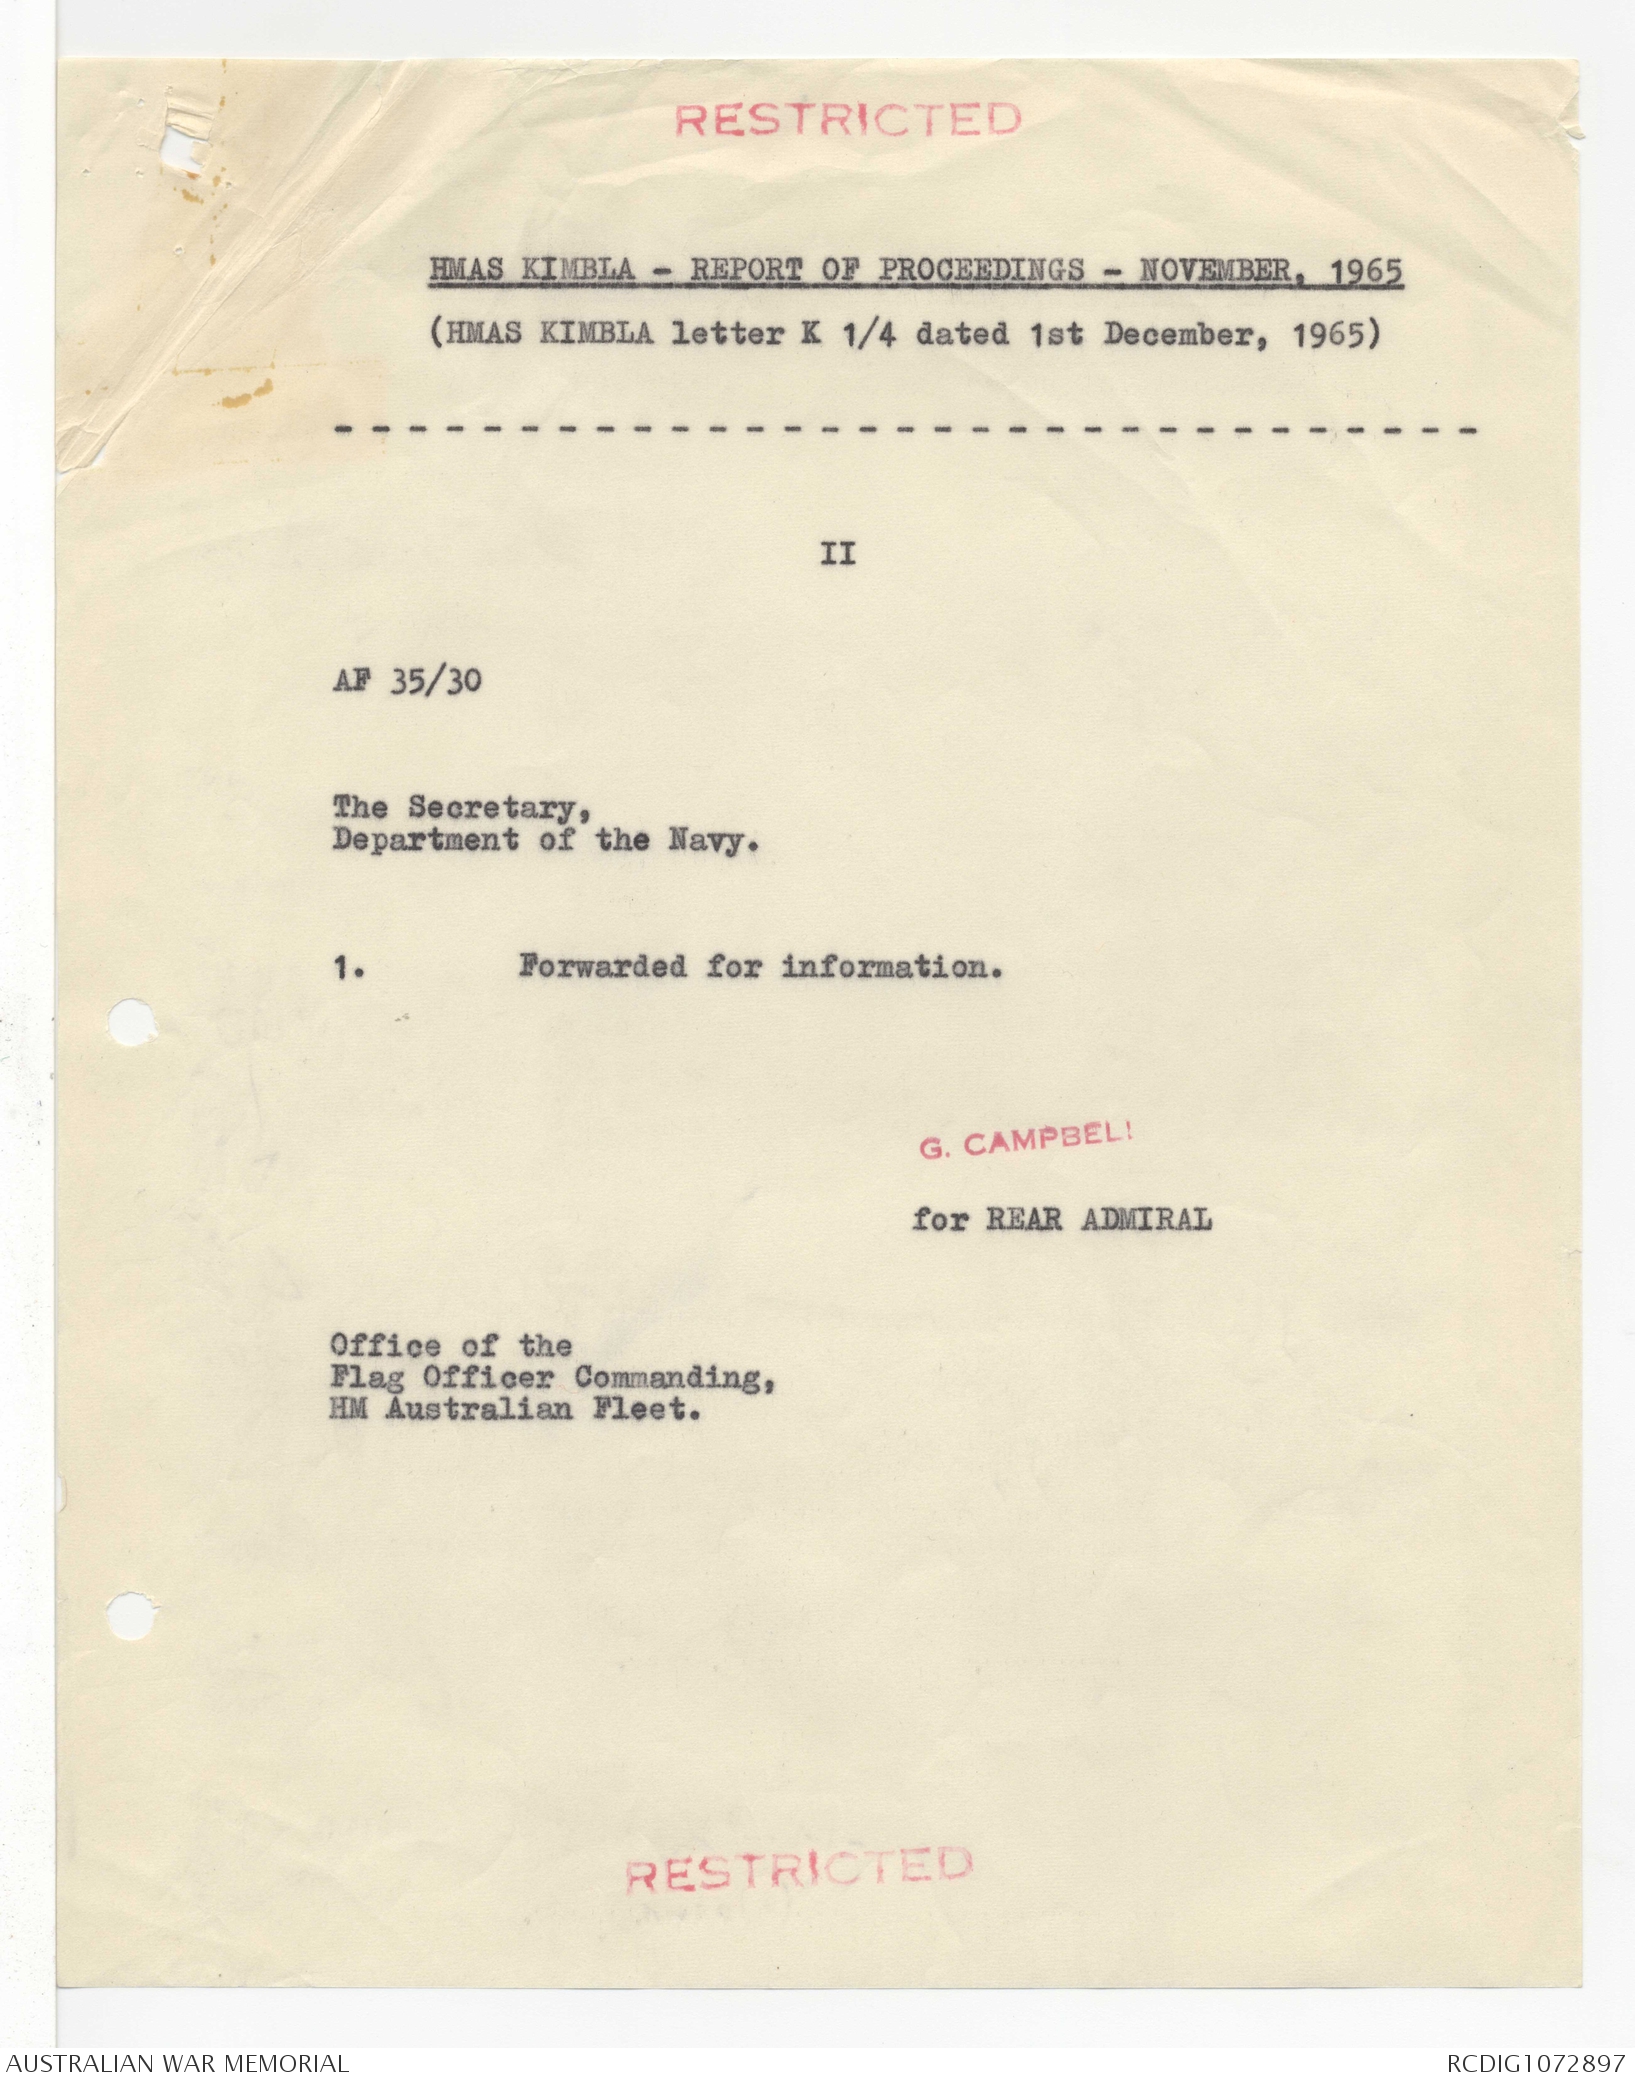 RESTRICTED
HMAS KIMBLA - REPORT OF PROCEEDINGS - NOVEMBER, 1965
(HMAS KIMBLA letter K 1/4 dated 1st December, 1965)
- - - - - - - - - - - - - - - - - - - - - - - - - - - - - - -
II
AF 35/30
The Secretary,
Department of the Navy.
1. Forwarded for information.
G. CAMPBELL
for REAR ADMIRAL
Office of the
Flag Officer Commanding,
HM Australian Fleet.
RESTRICTED
AUSTRALIAN WAR MEMORIAL
RCDIG1072897